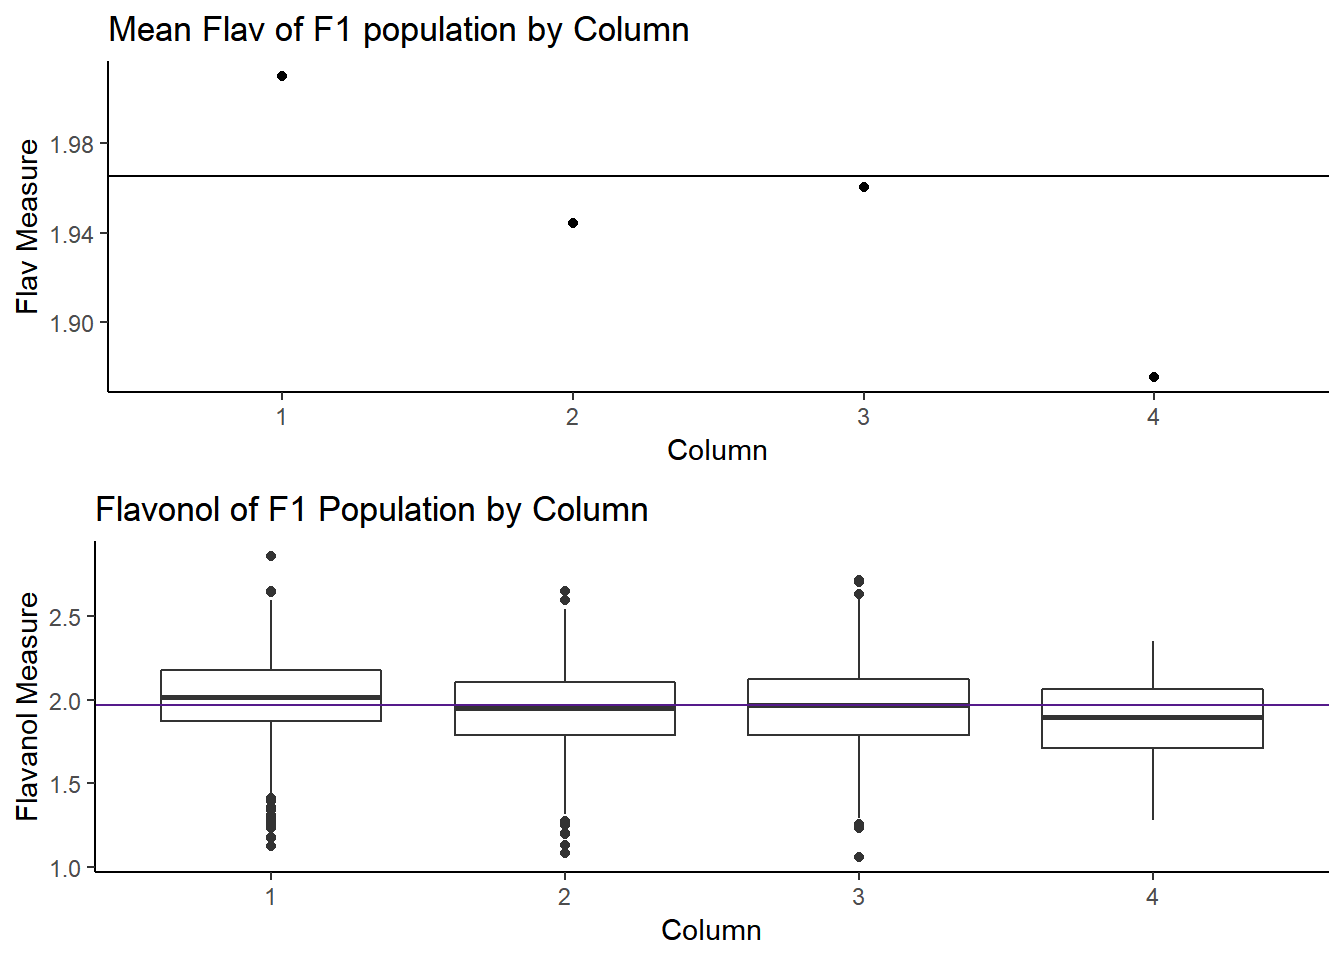 Mean Flav of F1 population by Column
Flav Measure
1.98
1.94
1.90
1 2 3 4
Column
Flavonol of F1 Population by Column
Flavanol Measure
2.5
2.0
1.5
1.0
1 2 3 4
Column